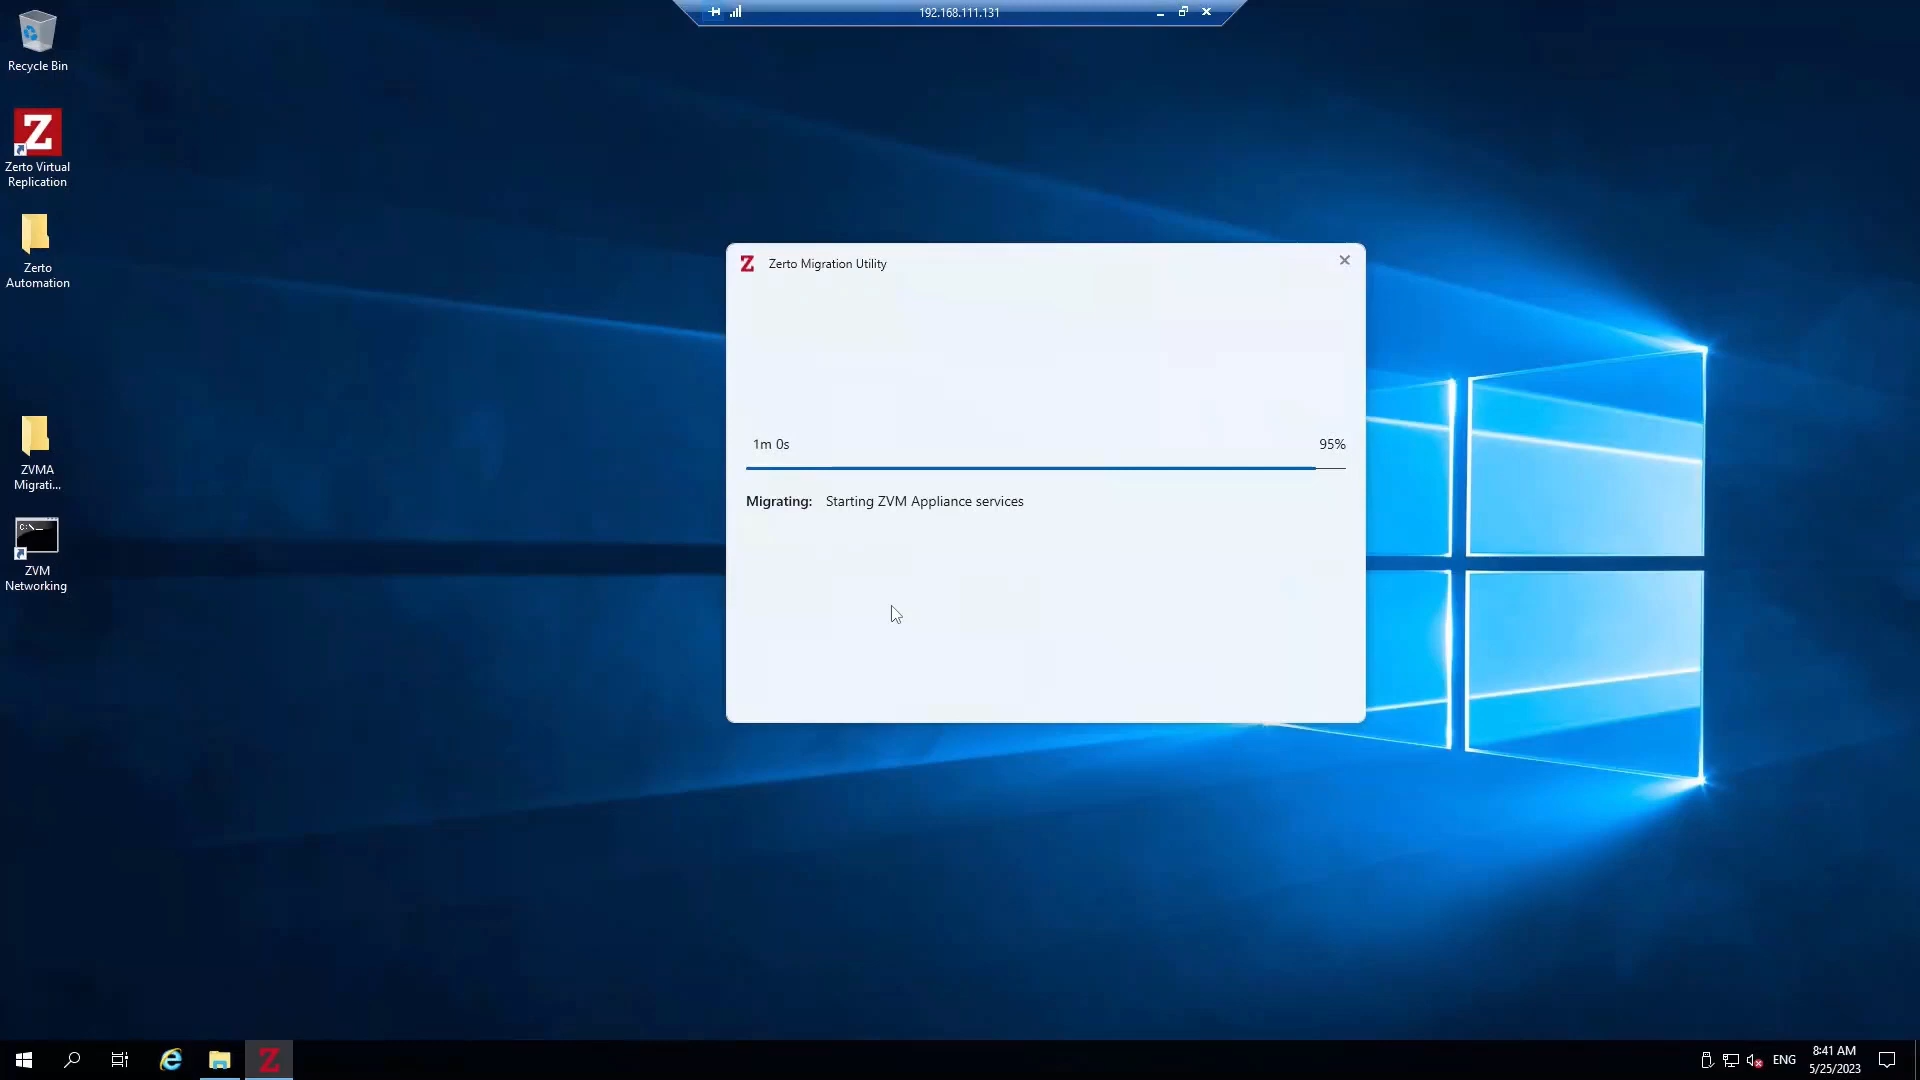 192.168.111.131
Recycle Bin
Zerto Virtual
Replication
Zerto
Automation
ZVMA
Migrati...
C:\_
ZVM
Networking
Z Zerto Migration Utility
1m 0s 95%
Migrating: Starting ZVM Appliance services
ENG
8:41 AM
5/25/2023